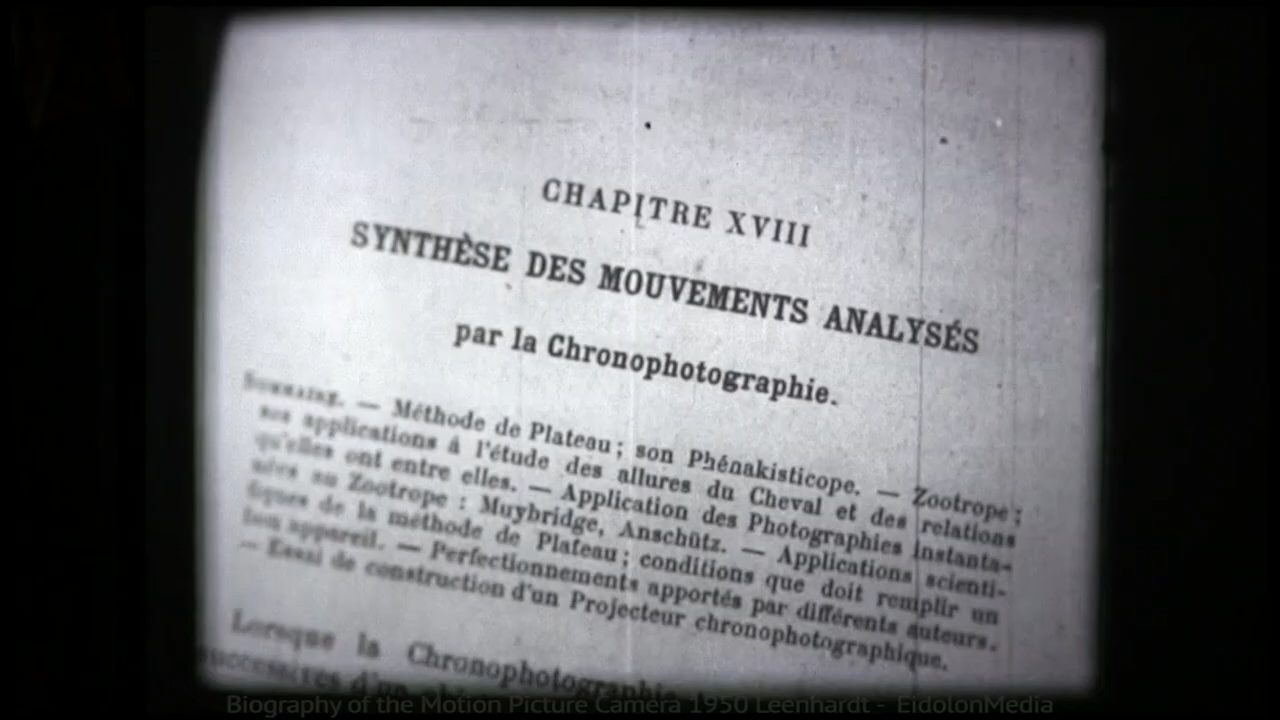 CHAPITRE XVIII
SYNTHÈSE DES MOUVEMENTS ANALYSÉS
par la Chronophotographie.
Sommaire. — Méthode de Plateau ; son Phénakisticope. — Zootrope ;
ses applications à l'étude des allures du Cheval et des relations
qu'elles ont entre elles. — Application des Photographies instanta-
nées au Zootrope : Muybridge, Anschütz. — Applications scienti-
fiques de la méthode de Plateau ; conditions que doit remplir un
bon appareil. — Perfectionnements apportés par différents auteurs.
— Essai de construction d'un Projecteur chronophotographique.
Lorsque la Chronophotographie
successives d'un
Biography of the Motion Picture Camera 1950 Leenhardt - EidolonMedia